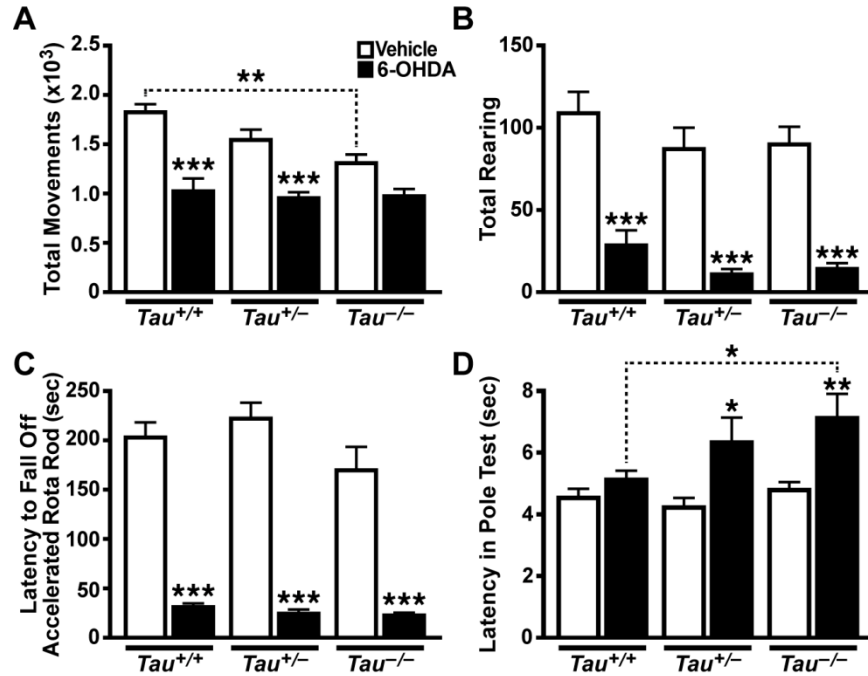 A
Total Movements (x10³)
2.5
2.0
1.5
1.0
0.5
0
Vehicle
6-OHDA
**
***
***
Tau+/+
Tau+/–
Tau–/–
B
Total Rearing
150
100
50
0
***
***
***
Tau+/+
Tau+/–
Tau–/–
C
Latency to Fall Off
Accelerated Rota Rod (sec)
250
200
150
100
50
0
***
***
***
Tau+/+
Tau+/–
Tau–/–
D
Latency in Pole Test (sec)
8
6
4
2
0
*
*
**
Tau+/+
Tau+/–
Tau–/–